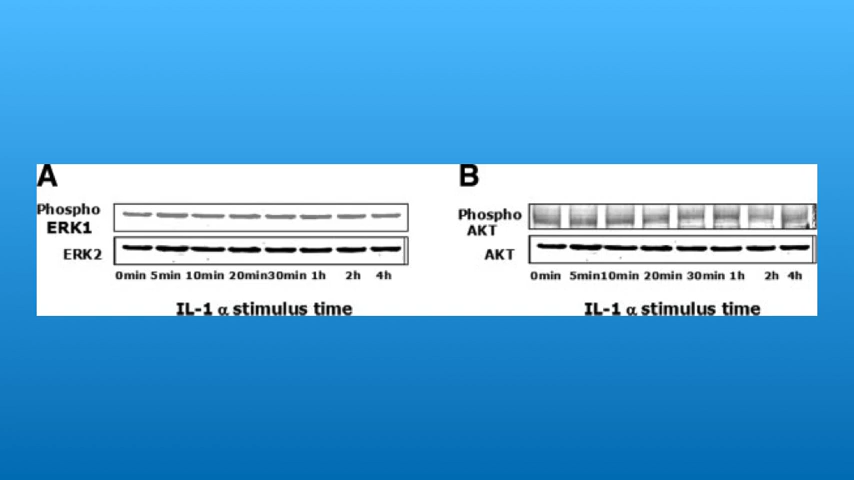 A
Phospho
ERK1
ERK2
0min 5min 10min 20min30min 1h 2h 4h
IL-1 α stimulus time
B
Phospho
AKT
AKT
0min 5min10min 20min 30min 1h 2h 4h
IL-1 α stimulus time